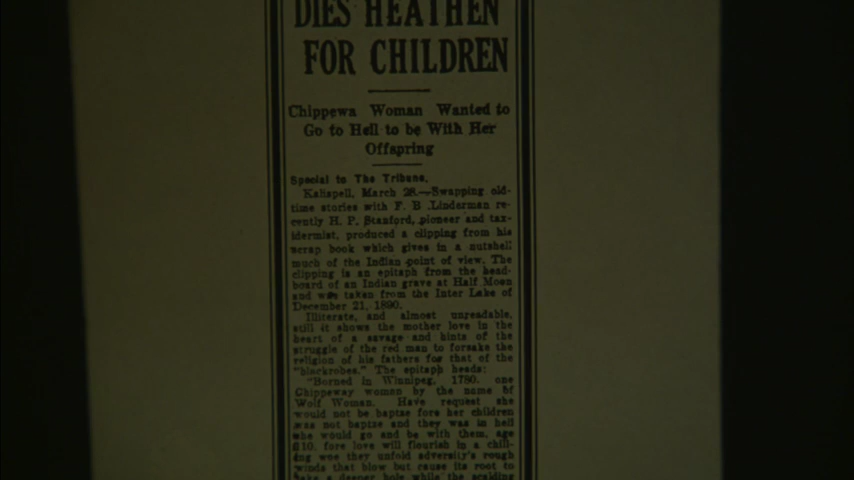 DIES HEATHEN
FOR CHILDREN
Chippewa Woman Wanted to
Go to Hell to be With Her
Offspring
Special to The Tribune.
Kalispell, March 28.—Swapping old-
time stories with F. B. Linderman re-
cently H. P. Stanford, pioneer and tax-
idermist, produced a clipping from his
scrap book which gives in a nutshell
much of the Indian point of view. The
clipping is an epitaph from the head-
board of an Indian grave at Half Moon
and was taken from the Inter Lake of
December 21, 1890.
Illiterate, and almost unreadable,
still it shows the mother love in the
heart of a savage and hints of the
struggle of the red man to forsake the
religion of his fathers for that of the
"blackrobes." The epitaph heads:
"Borned in Winnipeg, 1780, one
Chippeway women by the name of
Wolf Woman. Have request she
would not be baptze fore her children
was not baptze and they was in hell
she would go and be with them, age
110. fore love will flourish in a chill-
ing woe they unfold adversity's rough
winds that blow but cause its root to
take a deeper hole while the scalding